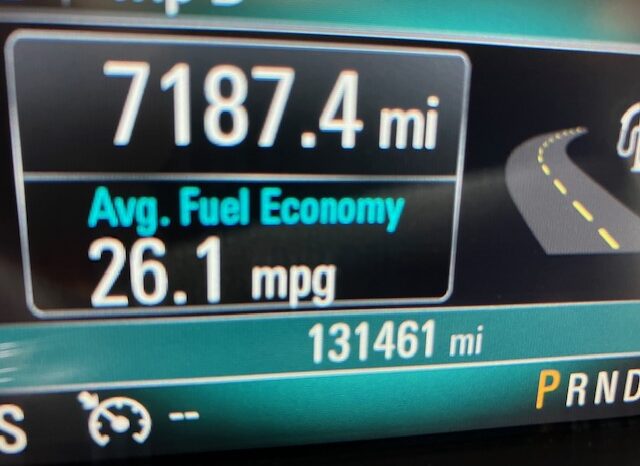 7187.4 mi
Avg. Fuel Economy
26.1 mpg
131461 mi
S --
PRND